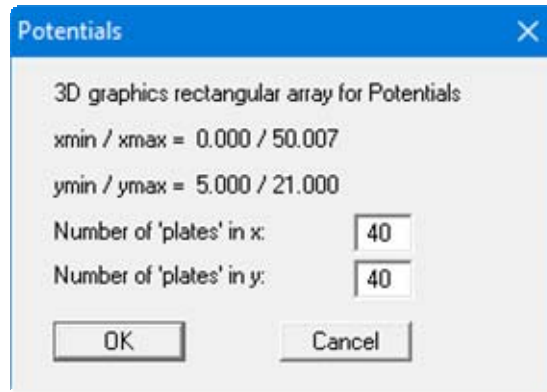 Potentials
3D graphics rectangular array for Potentials
xmin / xmax = 0.000 / 50.007
ymin / ymax = 5.000 / 21.000
Number of 'plates' in x: 40
Number of 'plates' in y: 40
OK Cancel